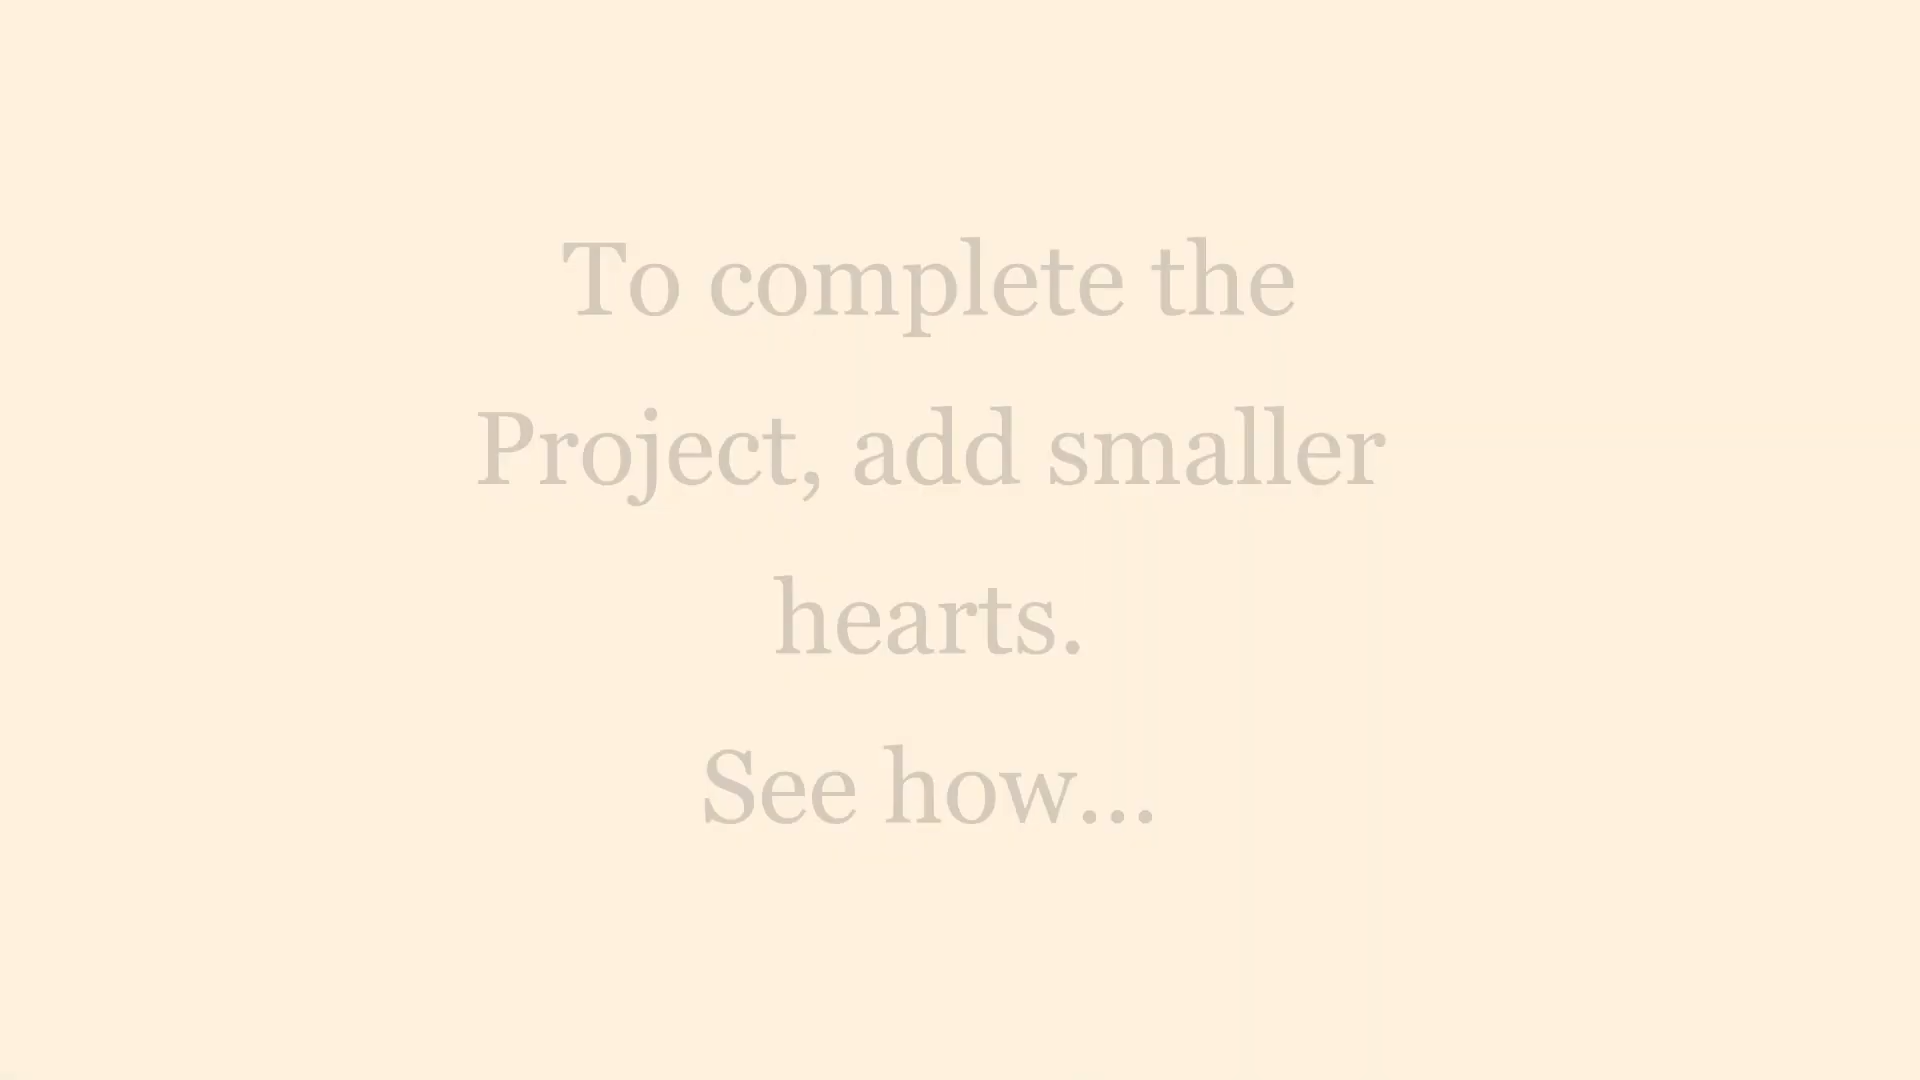 To complete the
Project, add smaller
hearts.
See how...